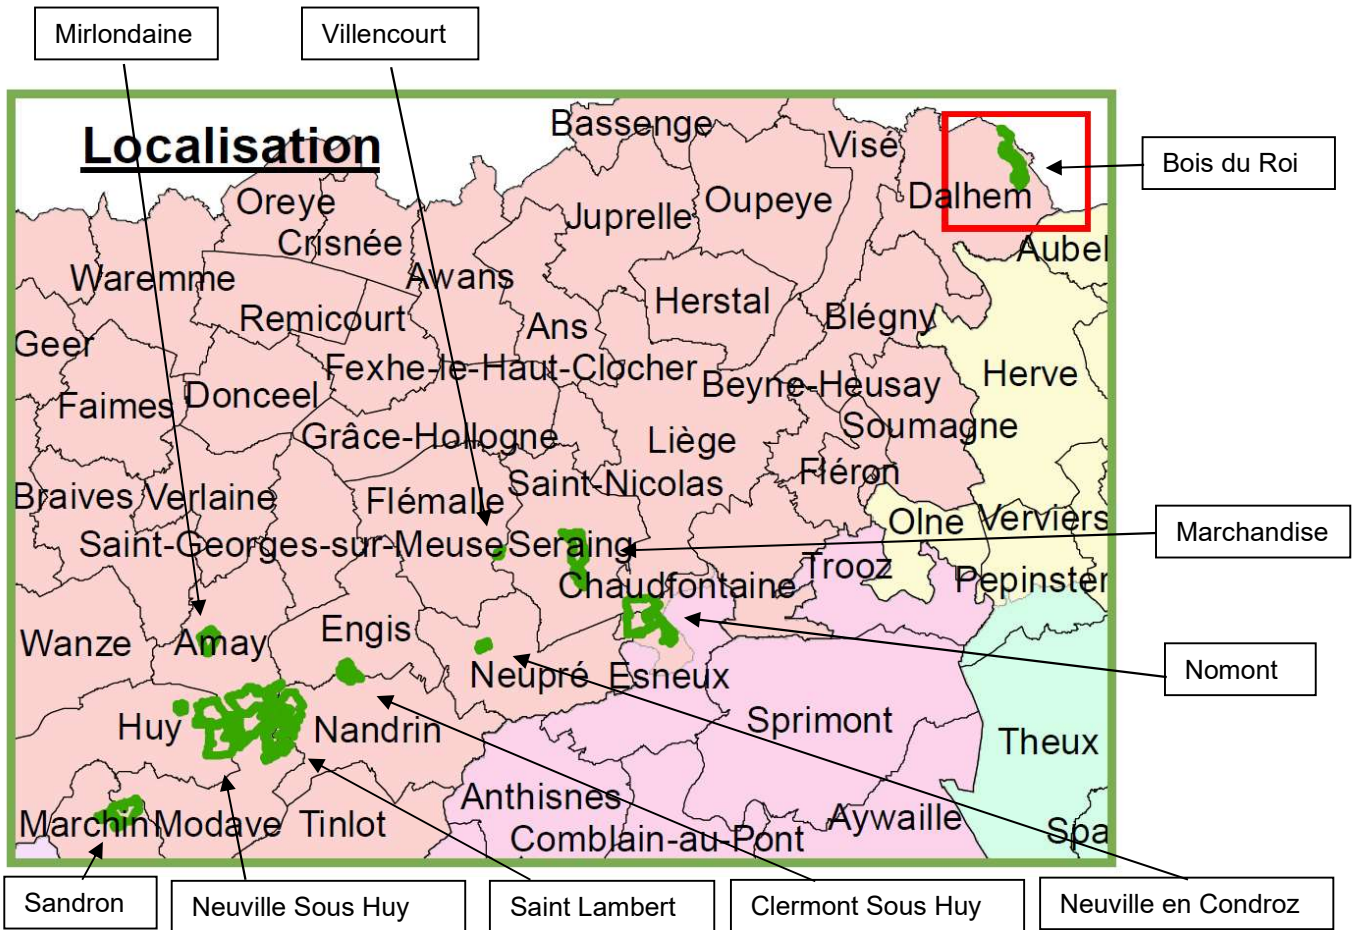 Mirlondaine
Villencourt
Localisation
Bassenge
Visé
Bois du Roi
Oreye
Juprelle
Oupeye
Dalhem
Crisnée
Aubel
Waremme
Awans
Herstal
Remicourt
Ans
Blégny
Geer
Fexhe-le-Haut-Clocher
Beyne-Heusay
Herve
Faimes
Donceel
Grâce-Hollogne
Liège
Soumagne
Fléron
Braives
Verlaine
Flémalle
Saint-Nicolas
Olne
Verviers
Saint-Georges-sur-Meuse
Seraing
Marchandise
Trooz
Chaudfontaine
Pepinster
Wanze
Amay
Engis
Neupré
Esneux
Nomont
Huy
Nandrin
Sprimont
Theux
Anthisnes
Marchin
Modave
Tinlot
Comblain-au-Pont
Aywaille
Spa
Sandron
Neuville Sous Huy
Saint Lambert
Clermont Sous Huy
Neuville en Condroz